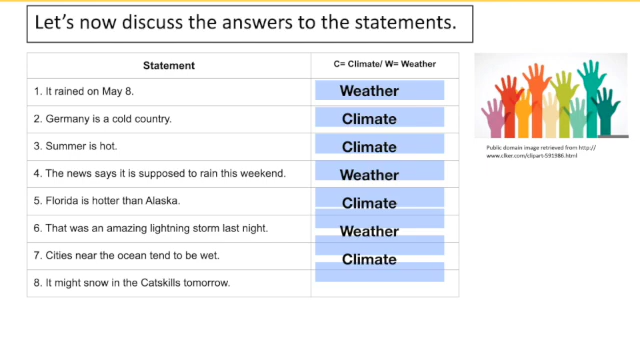 Let's now discuss the answers to the statements.
Statement
C= Climate/ W= Weather
1. It rained on May 8.
Weather
2. Germany is a cold country.
Climate
3. Summer is hot.
Climate
4. The news says it is supposed to rain this weekend.
Weather
5. Florida is hotter than Alaska.
Climate
6. That was an amazing lightning storm last night.
Weather
7. Cities near the ocean tend to be wet.
Climate
8. It might snow in the Catskills tomorrow.
Public domain image retrieved from http://
www.clker.com/clipart-591986.html